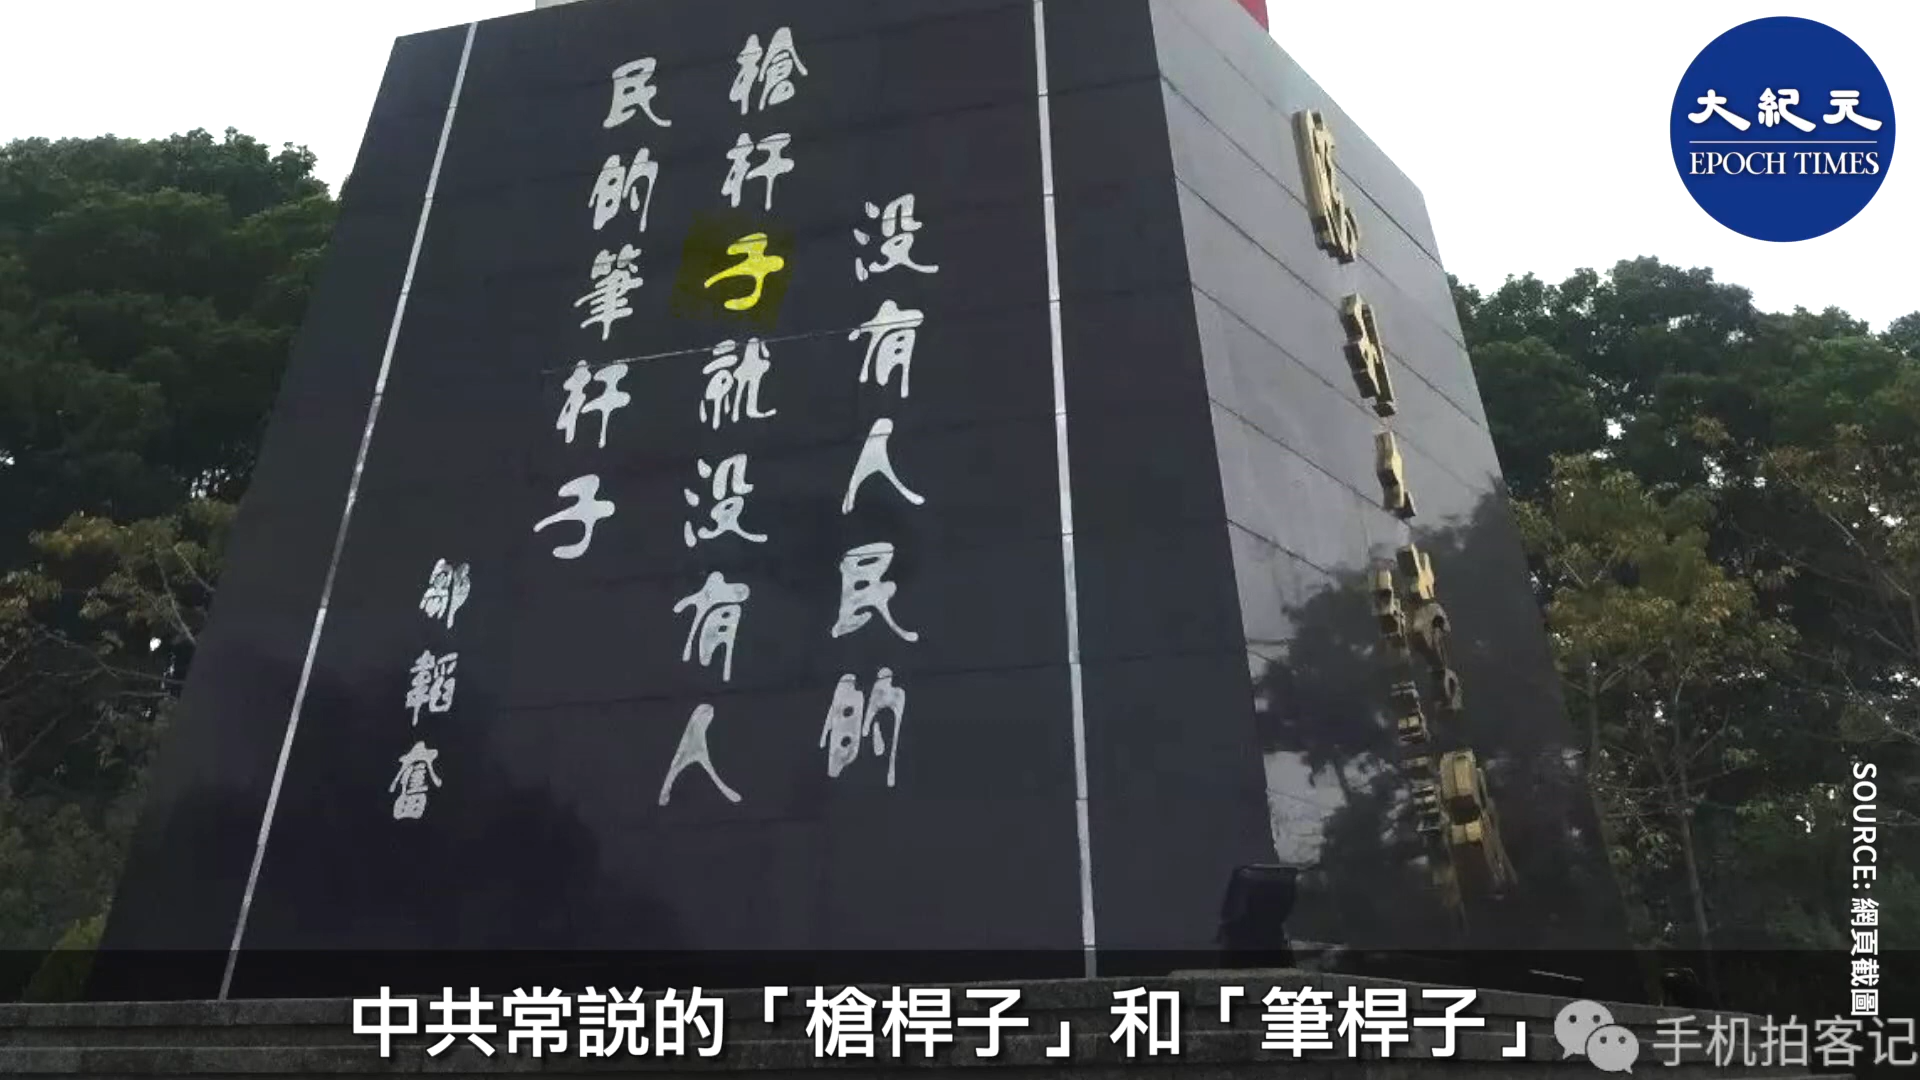 没有人民的
槍杆子就没有人
民的筆杆子
鄒韜奮
大紀元
EPOCH TIMES
SOURCE: 網頁截圖
中共常説的「槍桿子」和「筆桿子」
手机拍客记